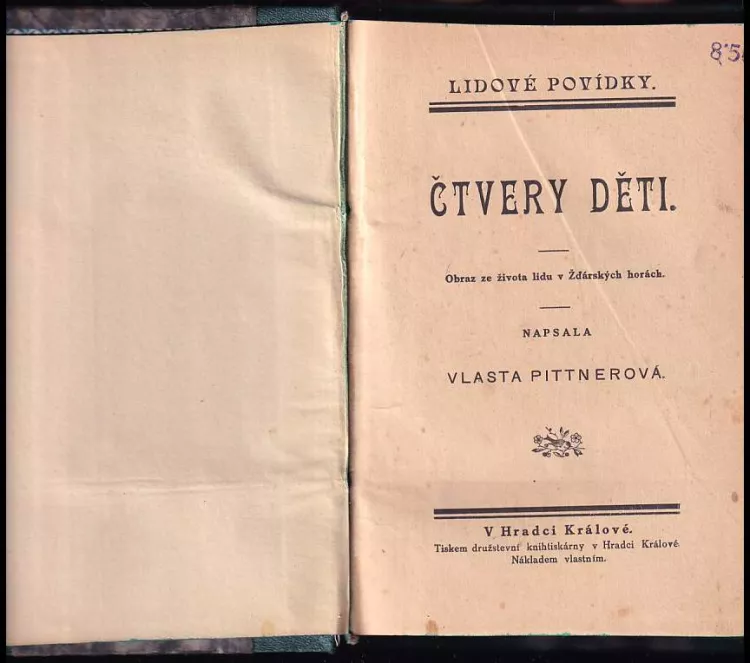 85
LIDOVÉ POVÍDKY.
ČTVERY DĚTI.
Obraz ze života lidu v Žďárských horách.
NAPSALA
VLASTA PITTNEROVÁ.
V Hradci Králové.
Tiskem družstevní knihtiskárny v Hradci Králové.
Nákladem vlastním.